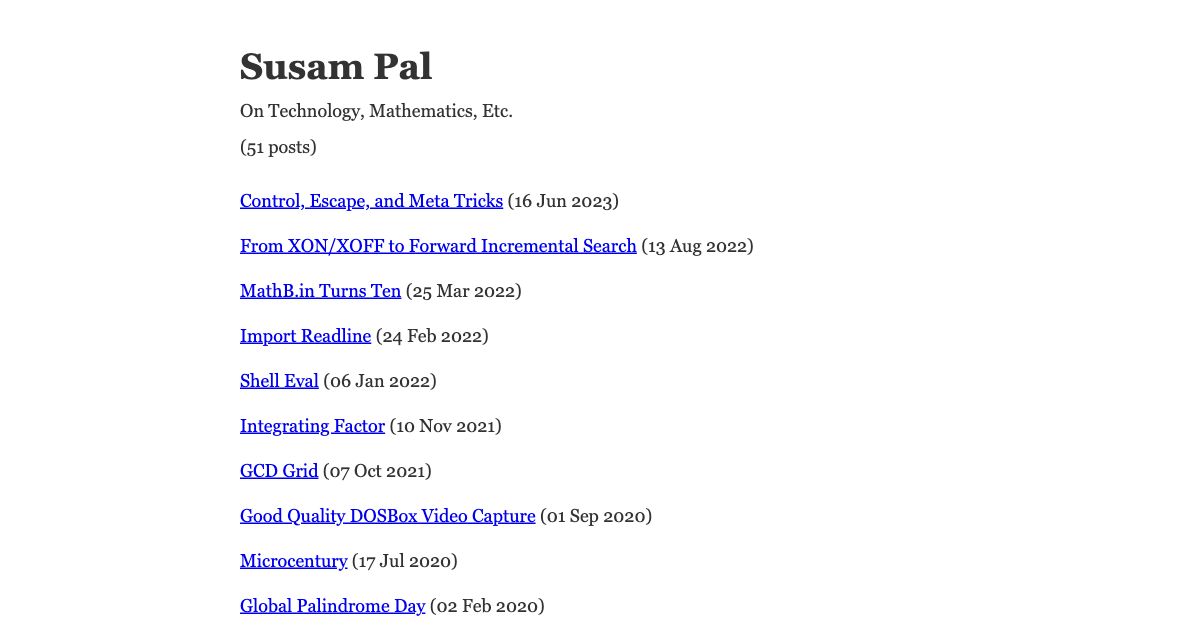 Susam Pal
On Technology, Mathematics, Etc.
(51 posts)
Control, Escape, and Meta Tricks (16 Jun 2023)
From XON/XOFF to Forward Incremental Search (13 Aug 2022)
MathB.in Turns Ten (25 Mar 2022)
Import Readline (24 Feb 2022)
Shell Eval (06 Jan 2022)
Integrating Factor (10 Nov 2021)
GCD Grid (07 Oct 2021)
Good Quality DOSBox Video Capture (01 Sep 2020)
Microcentury (17 Jul 2020)
Global Palindrome Day (02 Feb 2020)